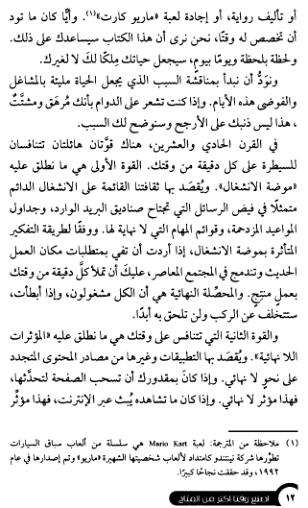 أو تأليف رواية، أو إجادة لعبة «ماريو كارت»(١). وأيًّا كان ما تود
أن تخصص له وقتًا، نحن نرى أن هذا الكتاب سيساعدك على ذلك.
ولحظة بلحظة ويومًا بيوم، سيجعل حياتك مِلكًا لكَ لا لغيرك.
ونودُّ أن نبدأ بمناقشة السبب الذي يجعل الحياة مليئة بالمشاغل
والفوضى هذه الأيام. وإذا كنت تشعر على الدوام بأنك مُرهَق ومشتَّت
، هذا ليس ذنبك على الأرجح وسنوضح لك السبب.
في القرن الحادي والعشرين، هناك قوَّتان هائلتان تتنافسان
للسيطرة على كل دقيقة من وقتك. القوة الأولى هي ما نطلق عليه
«موضة الانشغال». ويُقصَد بها ثقافتنا القائمة على الانشغال الدائم
متمثلًا في فيض الرسائل التي تجتاح صناديق البريد الوارد، وجداول
المواعيد المزدحمة، وقوائم المهام التي لا نهاية لها. ووفقًا لطريقة التفكير
المتأثرة بموضة الانشغال، إذا أردت أن تفي بمتطلبات مكان العمل
الحديث وتندمج في المجتمع المعاصر، عليكَ أن تملأ كلَّ دقيقة من وقتك
بعملٍ منتِج. والمحصِّلة النهائية هي أن الكل مشغولون، وإذا أبطأت،
ستتخلف عن الركب ولن تلحق به أبدًا.
والقوة الثانية التي تتنافس على وقتك هي ما نطلق عليه «المؤثرات
اللا نهائية». ويُقصَد بها التطبيقات وغيرها من مصادر المحتوى المتجدد
على نحوٍ لا نهائي. وإذا كان بمقدورك أن تسحب الصفحة لتحدِّثها،
فهذا مؤثر لا نهائي. وإذا كان ما تشاهده يُبث عبر الإنترنت، فهذا مؤثِّر
(١) ملاحظة من المترجمة: لعبة Mario Kart هي سلسلة من ألعاب سباق السيارات
تطوِّرها شركة نينتندو كامتداد لألعاب شخصيتها الشهيرة «ماريو» وتم إصدارها في عام
١٩٩٢، وقد حققت نجاحًا كبيرًا.
١٢ اصنع وقتا أكثر من المتاح